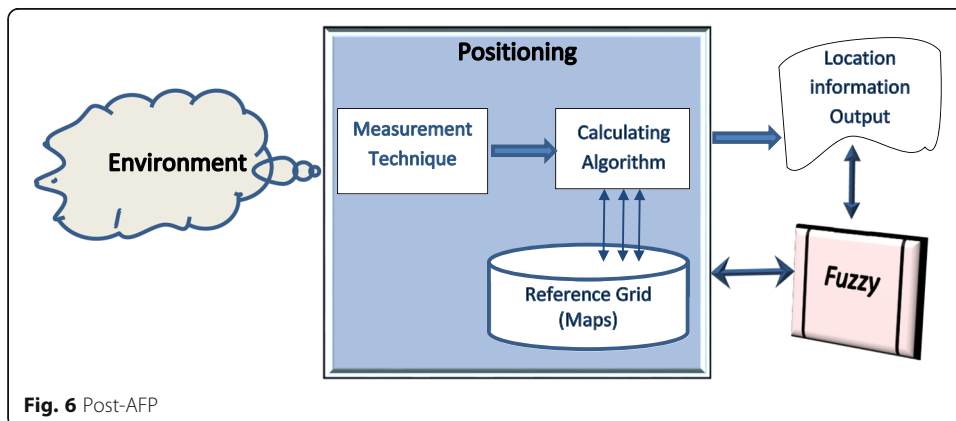 Positioning
Environment
Measurement
Technique
Calculating
Algorithm
Reference Grid
(Maps)
Location
information
Output
Fuzzy
Fig. 6 Post-AFP